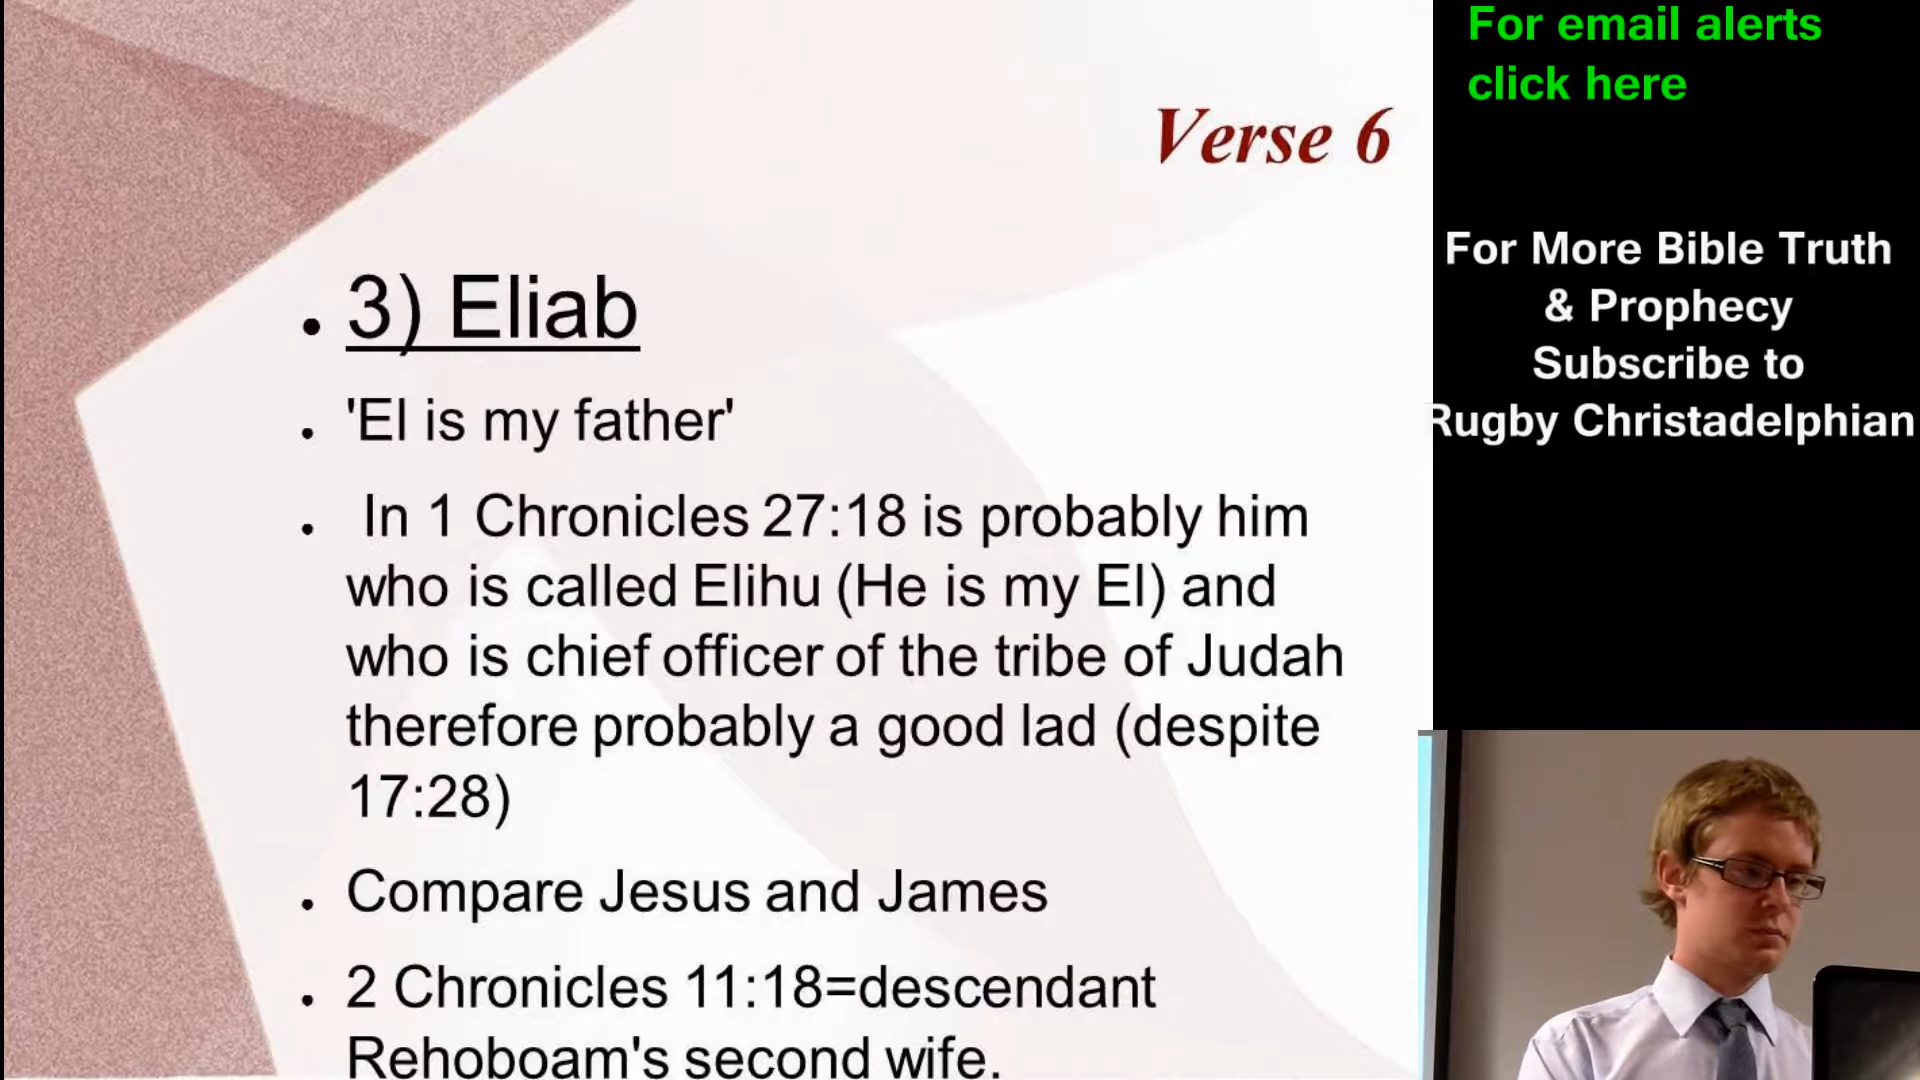 Verse 6
• 3) Eliab
• 'El is my father'
• In 1 Chronicles 27:18 is probably him
who is called Elihu (He is my El) and
who is chief officer of the tribe of Judah
therefore probably a good lad (despite
17:28)
• Compare Jesus and James
• 2 Chronicles 11:18=descendant
Rehoboam's second wife.
For email alerts
click here
For More Bible Truth
& Prophecy
Subscribe to
Rugby Christadelphian